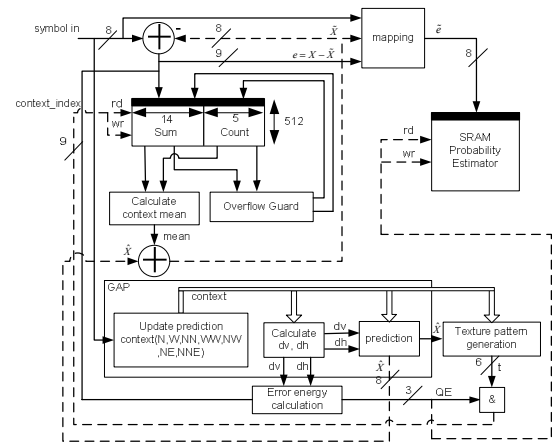 symbol in
8
-
8
X̃
mapping
ẽ
9
e = X − X̃
8
context_index
rd
wr
14
Sum
5
Count
512
rd
wr
SRAM
Probability
Estimator
9
Calculate
context mean
Overflow Guard
mean
X̂
GAP
context
Update prediction
context(N,W,NN,WW,NW
,NE,NNE)
Calculate
dv, dh
dv
dh
prediction
X̂
Texture pattern
generation
dv
dh
X̂
8
6
t
Error energy
calculation
3
QE
&